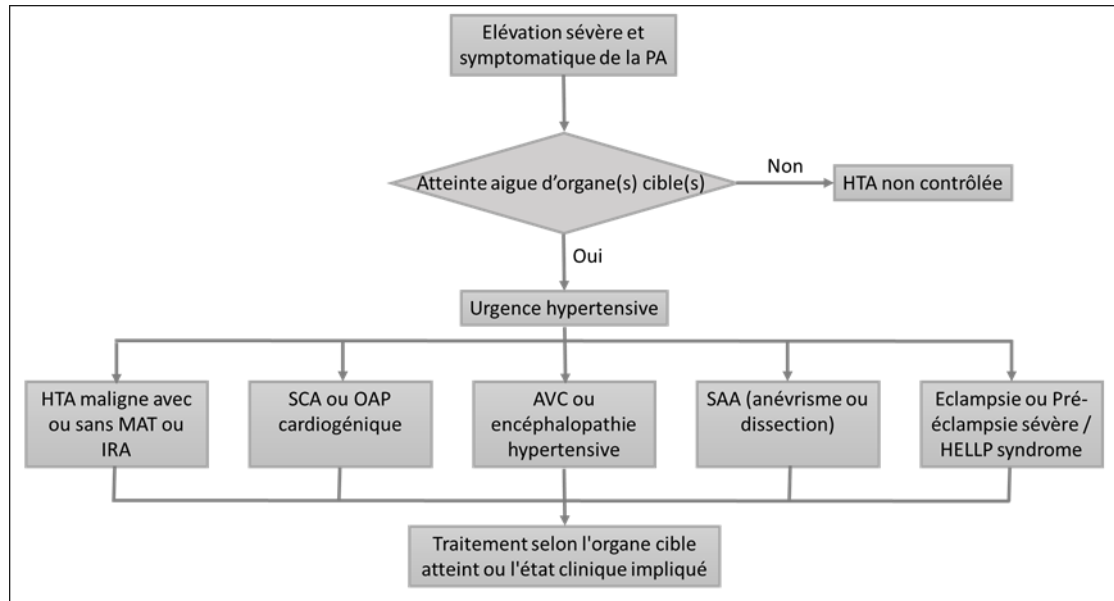 Elévation sévère et
symptomatique de la PA
Atteinte aigue d'organe(s) cible(s)
Non
HTA non contrôlée
Oui
Urgence hypertensive
HTA maligne avec
ou sans MAT ou
IRA
SCA ou OAP
cardiogénique
AVC ou
encéphalopathie
hypertensive
SAA (anévrisme ou
dissection)
Eclampsie ou Pré-
éclampsie sévère /
HELLP syndrome
Traitement selon l'organe cible
atteint ou l'état clinique impliqué